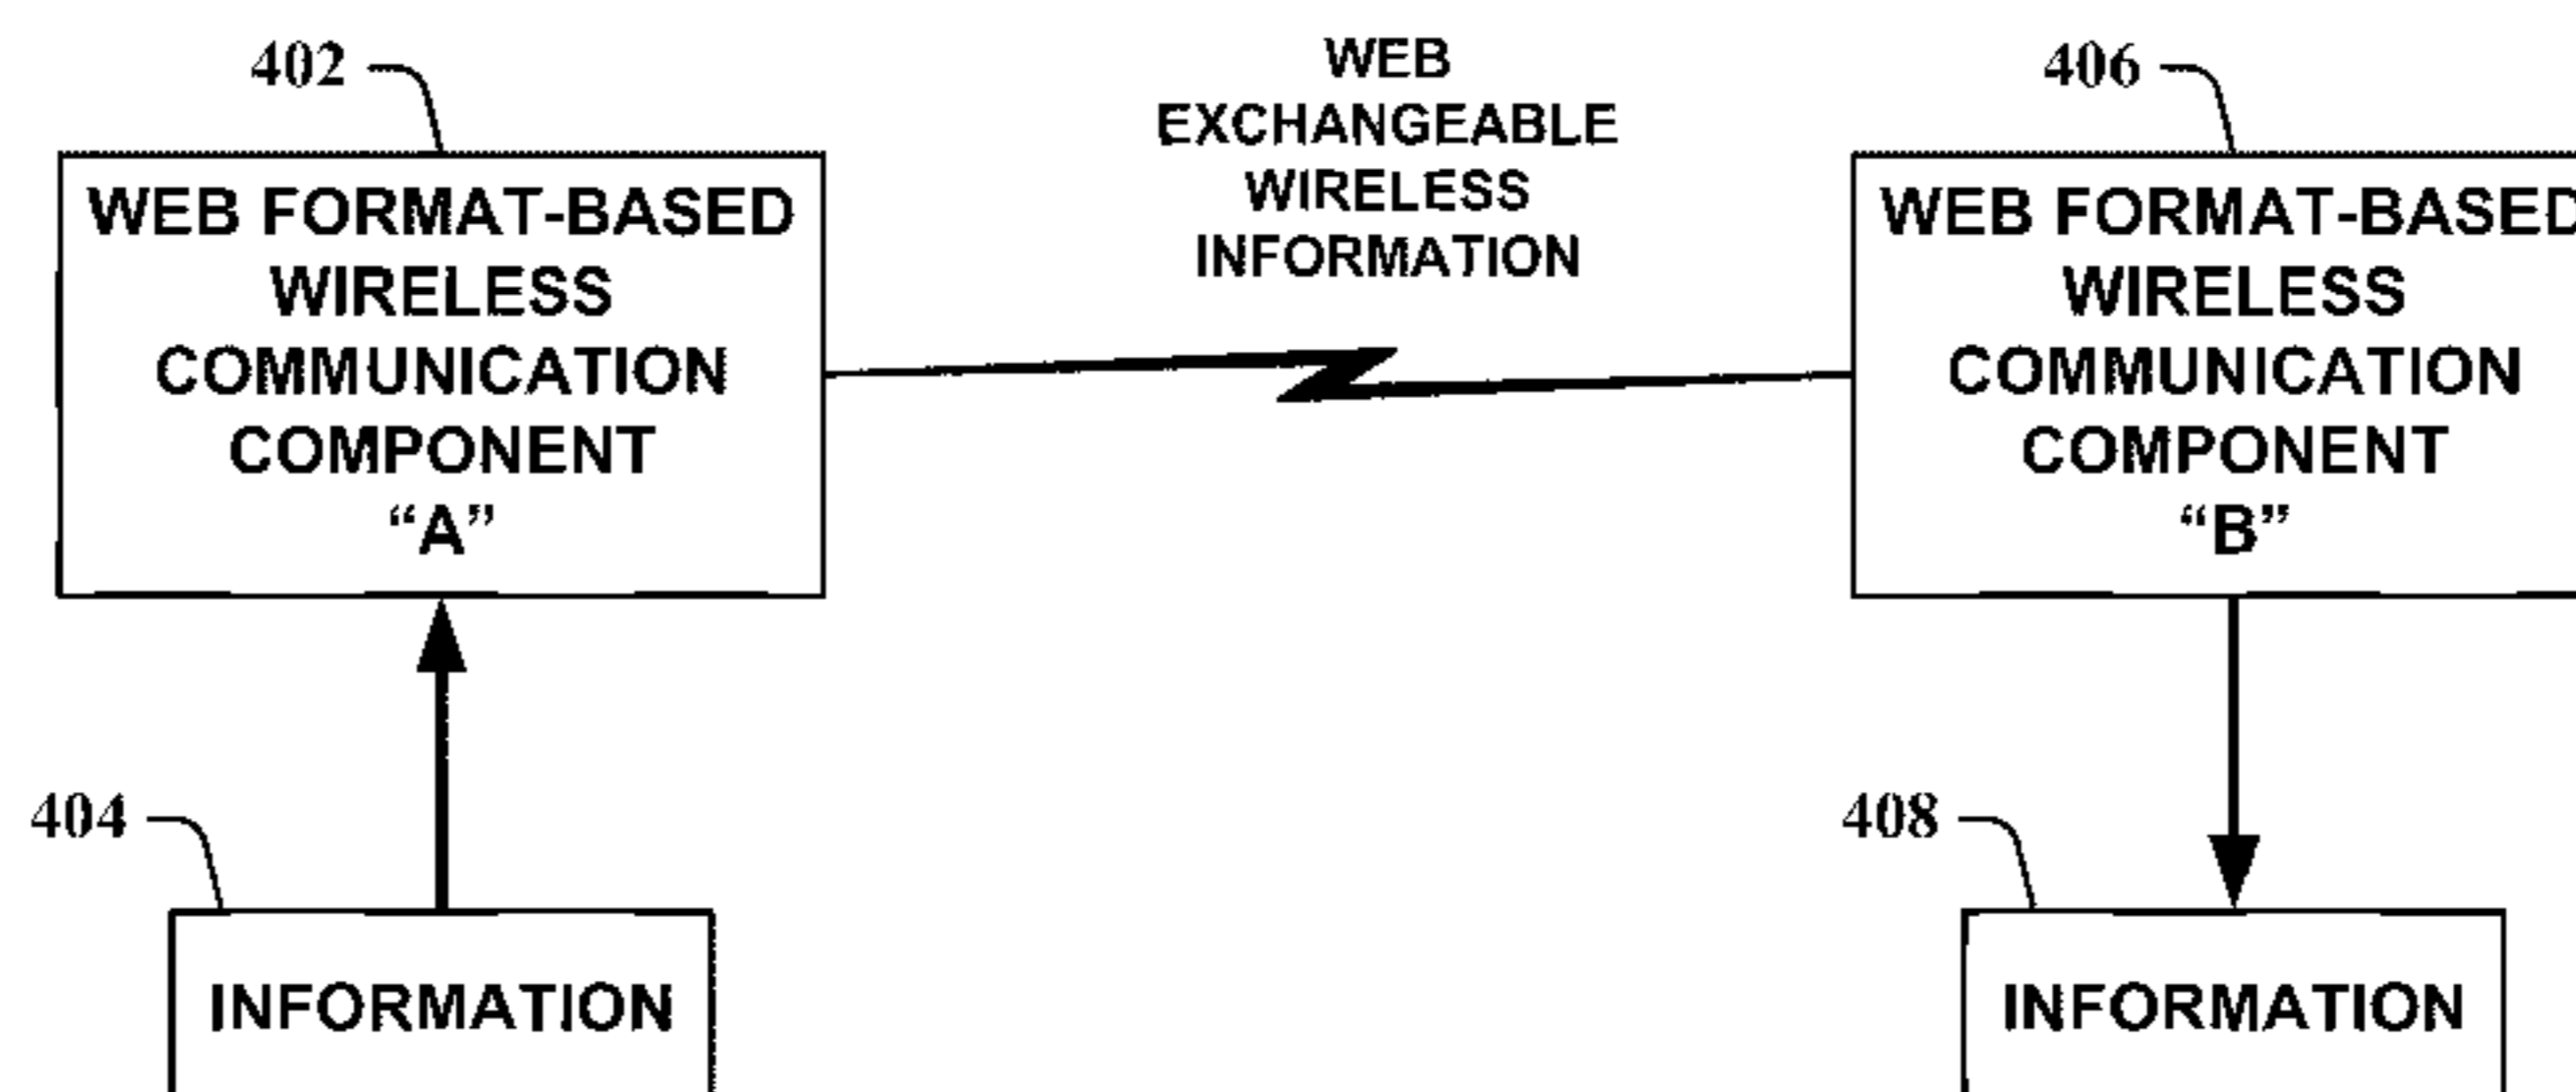 402
WEB FORMAT-BASED
WIRELESS
COMMUNICATION
COMPONENT
“A”
WEB
EXCHANGEABLE
WIRELESS
INFORMATION
406
WEB FORMAT-BASED
WIRELESS
COMMUNICATION
COMPONENT
“B”
404
INFORMATION
408
INFORMATION